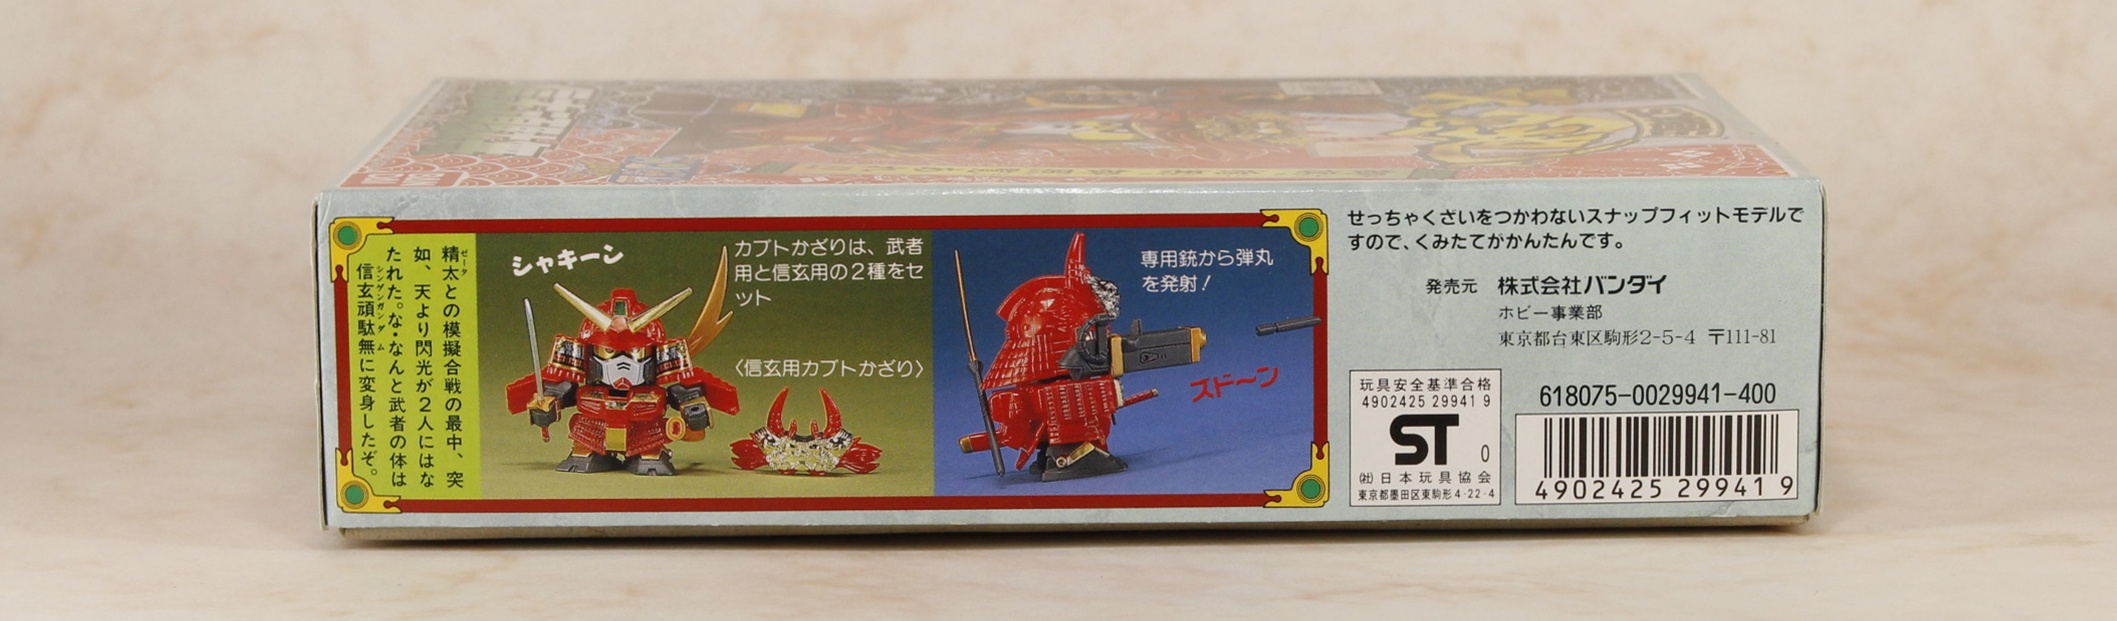 精太との模擬合戦の最中、突
如、天より閃光が2人にはな
たれた。な・なんと武者の体は
信玄頑駄無に変身したぞ。
ゼータ
シンゲンガンダム
シャキーン
カブトかざりは、武者
用と信玄用の2種をセ
ット
〈信玄用カブトかざり〉
専用銃から弾丸
を発射！
ズドーン
せっちゃくざいをつかわないスナップフィットモデルで
すので、くみたてがかんたんです。
発売元 株式会社バンダイ
ホビー事業部
東京都台東区駒形2-5-4 〒111-81
玩具安全基準合格
4902425 29941 9
ST 0
㈳日本玩具協会
東京都墨田区東駒形4-22-4
618075-0029941-400
4902425 299419